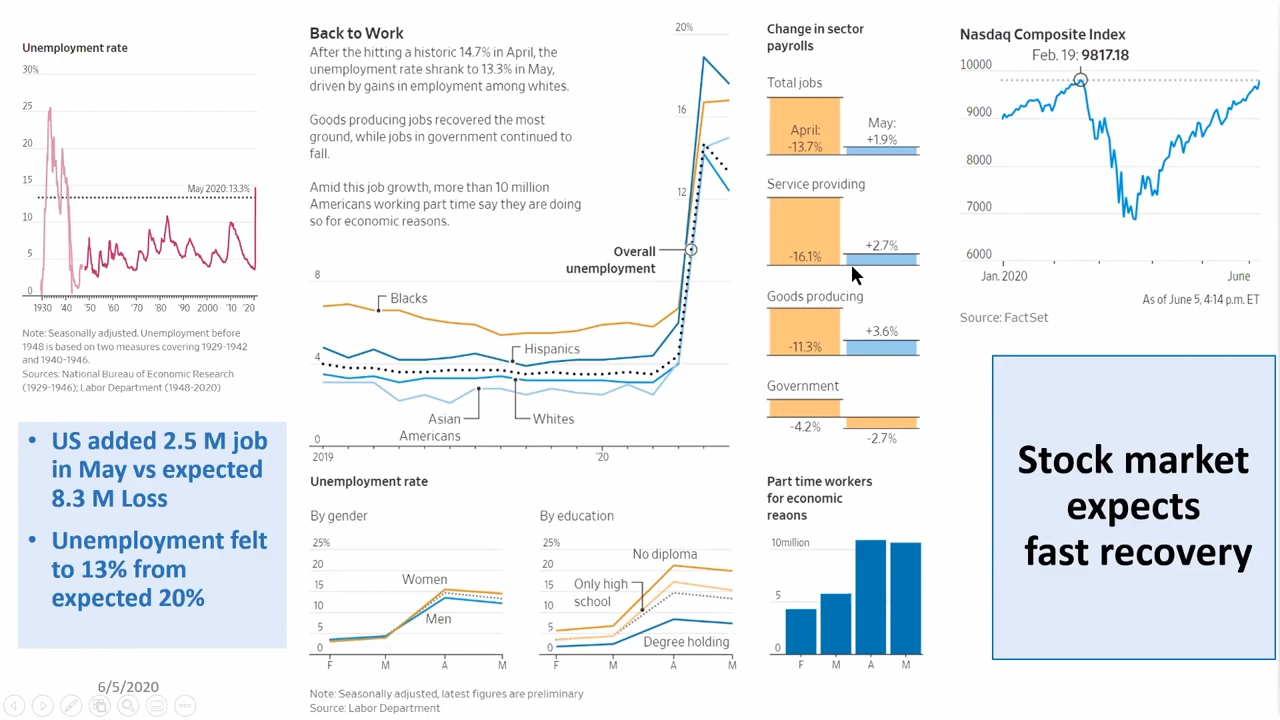 Unemployment rate
30%
25
20
15
10
5
0
May 2020: 13.3%
1930 '40 '50 '60 '70 '80 '90 2000 '10 '20
Note: Seasonally adjusted. Unemployment before
1948 is based on two measures covering 1929-1942
and 1940-1946.
Sources: National Bureau of Economic Research
(1929-1946); Labor Department (1948-2020)
• US added 2.5 M job
in May vs expected
8.3 M Loss
• Unemployment felt
to 13% from
expected 20%
6/5/2020
Back to Work
After the hitting a historic 14.7% in April, the
unemployment rate shrank to 13.3% in May,
driven by gains in employment among whites.
Goods producing jobs recovered the most
ground, while jobs in government continued to
fall.
Amid this job growth, more than 10 million
Americans working part time say they are doing
so for economic reasons.
20%
16
12
8
4
0
Overall
unemployment
Blacks
Hispanics
Asian
Americans
Whites
2019 '20
Unemployment rate
By gender
25%
20
15
10
5
0
Women
Men
F M A M
By education
25%
20
15
10
5
0
No diploma
Only high
school
Degree holding
F M A M
Note: Seasonally adjusted, latest figures are preliminary
Source: Labor Department
Change in sector
payrolls
Total jobs
April:
-13.7%
May:
+1.9%
Service providing
-16.1%
+2.7%
Goods producing
-11.3%
+3.6%
Government
-4.2%
-2.7%
Part time workers
for economic
reaons
10million
5
0
F M A M
Nasdaq Composite Index
Feb. 19: 9817.18
10000
9000
8000
7000
6000
Jan. 2020 June
As of June 5, 4:14 p.m. ET
Source: FactSet
Stock market
expects
fast recovery